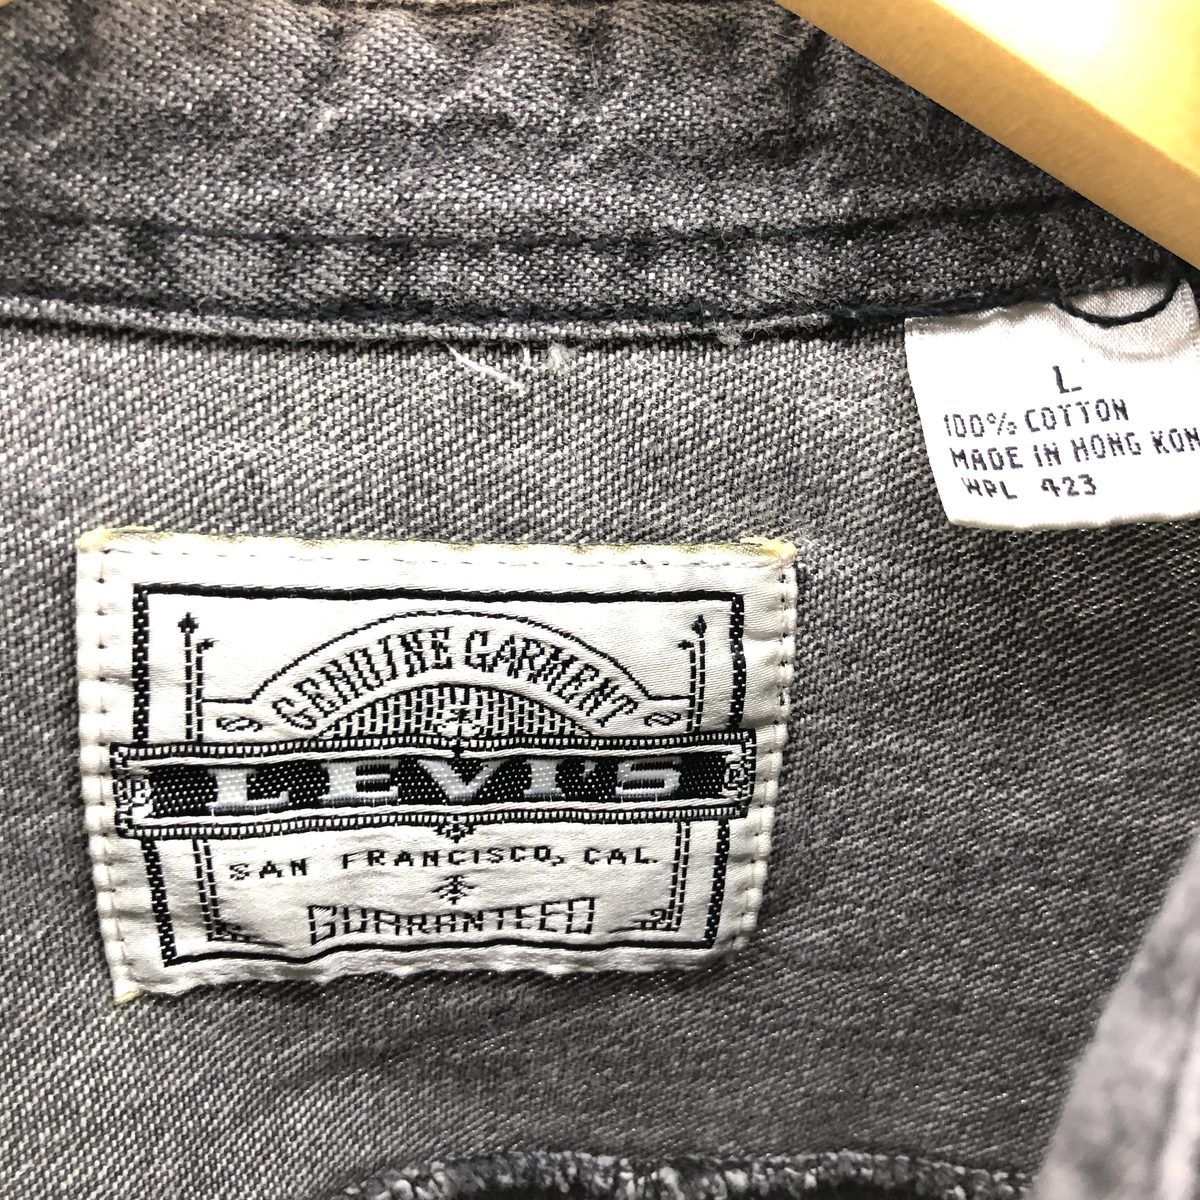 L
100% COTTON
MADE IN HONG KON
WPL 423
GENUINE GARMENT
LEVI'S
SAN FRANCISCO, CAL.
GUARANTEED